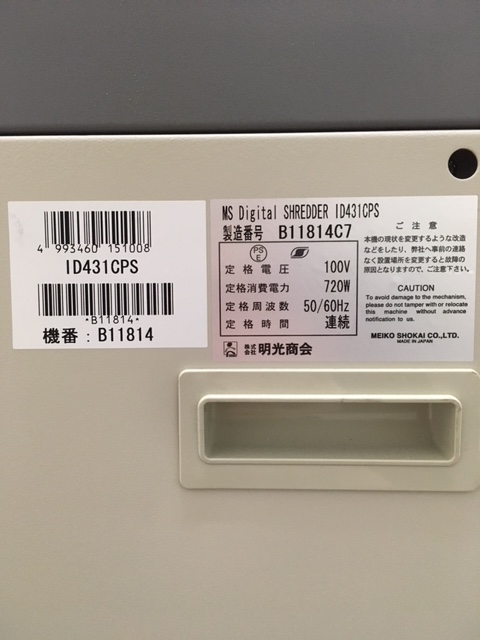 4 993460 151008
ID431CPS
*B11814*
機番:B11814
MS Digital SHREDDER ID431CPS
製造番号 B11814C7
PS
E
定格電圧 100V
定格消費電力 720W
定格周波数 50/60Hz
定格時間 連続
株式会社 明光商会
ご注意
本機の現状を変更するような改造
などをしたり、弊社へ事前の連絡
なく設置場所を変更すると故障の
原因となりますので、ご注意下さい。
CAUTION
To avoid damage to the mechanism,
please do not tamper with or relocate
this machine without advance
notification to us.
MEIKO SHOKAI CO.,LTD.
MADE IN JAPAN